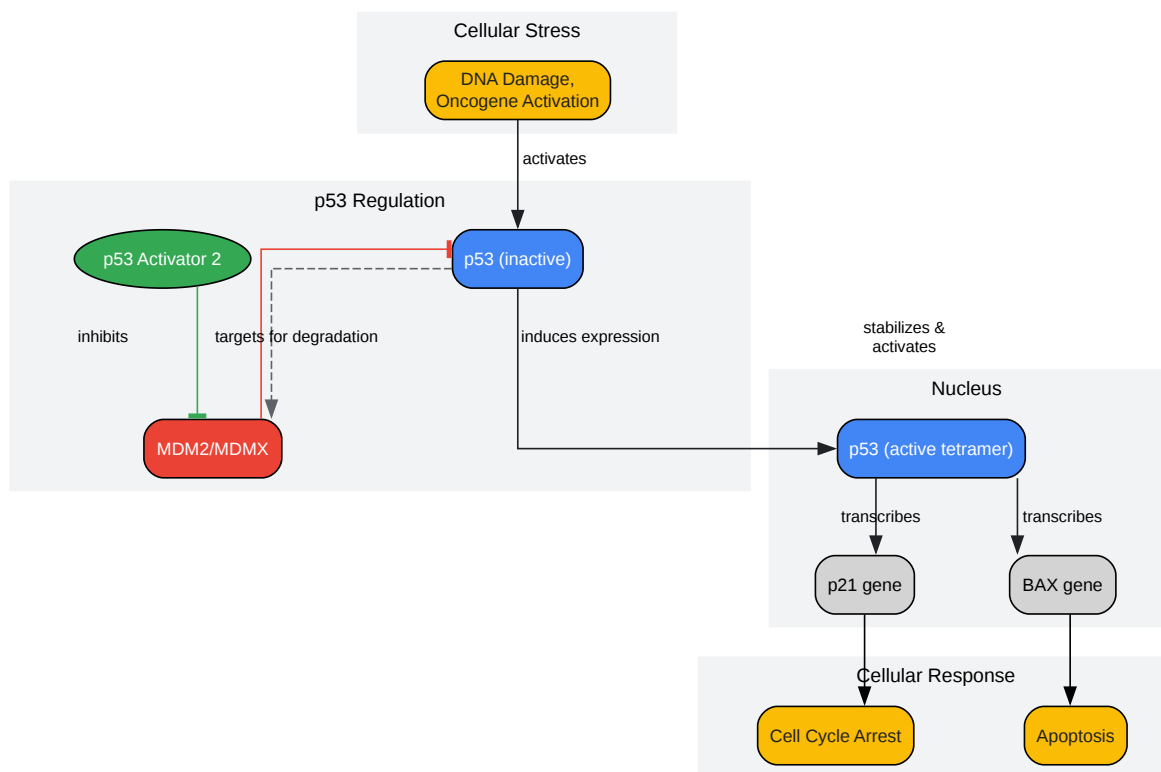 Cellular Stress
DNA Damage,
Oncogene Activation
activates
p53 Regulation
p53 Activator 2
p53 (inactive)
inhibits
targets for degradation
induces expression
stabilizes &
activates
Nucleus
MDM2/MDMX
p53 (active tetramer)
transcribes
transcribes
p21 gene
BAX gene
Cellular Response
Cell Cycle Arrest
Apoptosis